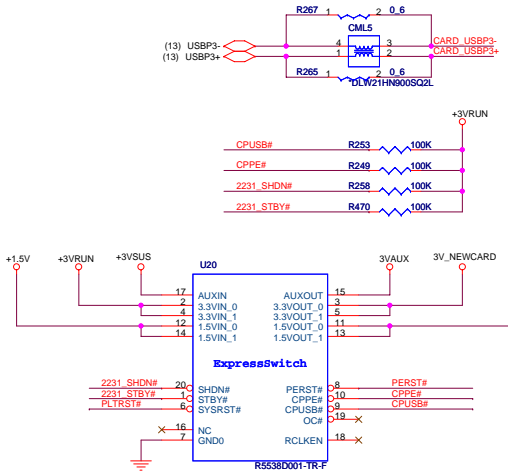 R267 1 2 0_6
CML5
(13) USBP3- 4 3 CARD_USBP3-
(13) USBP3+ 1 2 CARD_USBP3+
R265 1 2 0_6
DLW21HN900SQ2L
+3VRUN
CPUSB# R253 100K
CPPE# R249 100K
2231_SHDN# R258 100K
2231_STBY# R470 100K
+1.5V +3VRUN +3VSUS 3VAUX 3V_NEWCARD
U20
17 AUXIN AUXOUT 15
2 3.3VIN_0 3.3VOUT_0 3
4 3.3VIN_1 3.3VOUT_1 5
12 1.5VIN_0 1.5VOUT_0 11
14 1.5VIN_1 1.5VOUT_1 13
ExpressSwitch
2231_SHDN# 20 SHDN# PERST# 8 PERST#
2231_STBY# 1 STBY# CPPE# 10 CPPE#
PLTRST# 6 SYSRST# CPUSB# 9 CPUSB#
OC# 19
16 NC
7 GND0 RCLKEN 18
R5538D001-TR-F